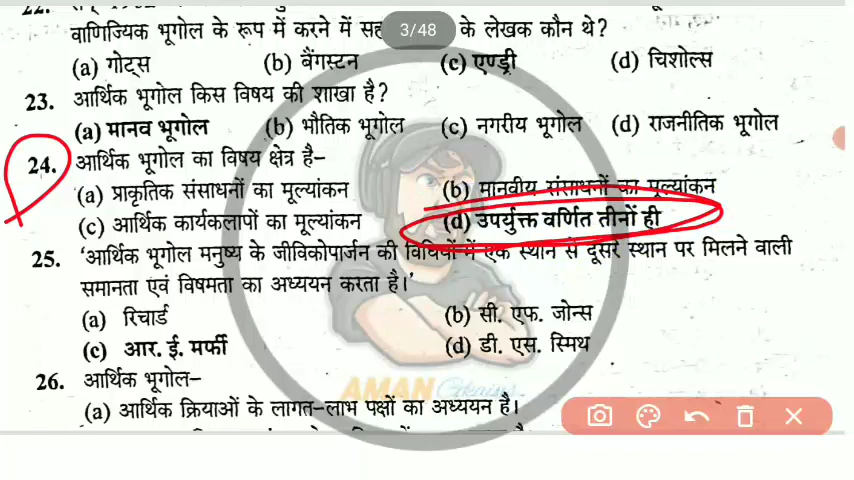 22.
वाणिज्यिक भूगोल के रूप में करने में के लेखक कौन थे?
3/48
(a) गोट्स (b) बैंगस्टन (c) एण्ड्री (d) चिशोल्स
23. आर्थिक भूगोल किस विषय की शाखा है?
(a) मानव भूगोल (b) भौतिक भूगोल (c) नगरीय भूगोल (d) राजनीतिक भूगोल
24. आर्थिक भूगोल का विषय क्षेत्र है–
(a) प्राकृतिक संसाधनों का मूल्यांकन (b) मानवीय संसाधनों का मूल्यांकन
(c) आर्थिक कार्यकलापों का मूल्यांकन (d) उपर्युक्त वर्णित तीनों ही
25. 'आर्थिक भूगोल मनुष्य के जीविकोपार्जन की विधियों में एक स्थान से दूसरे स्थान पर मिलने वाली
समानता एवं विषमता का अध्ययन करता है।'
(a) रिचार्ड (b) सी. एफ. जोन्स
(c) आर. ई. मर्फी (d) डी. एस. स्मिथ
26. आर्थिक भूगोल–
AMAN
(a) आर्थिक क्रियाओं के लागत-लाभ पक्षों का अध्ययन है।